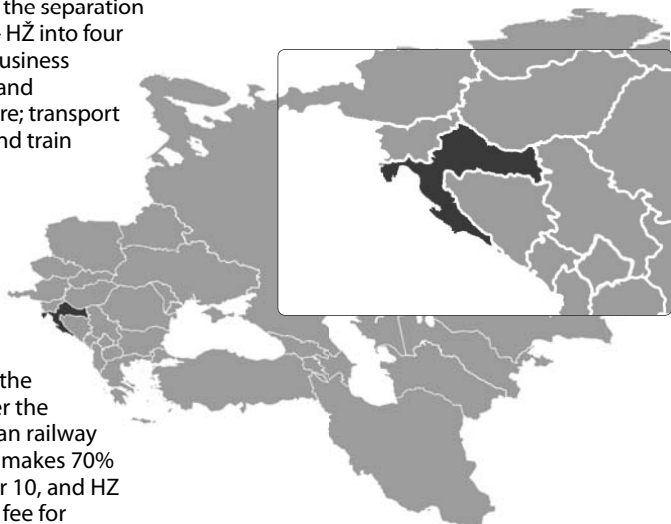 the separation
HŽ into four
usiness
and
re; transport
nd train
the
er the
an railway
makes 70%
r 10, and HZ
fee for